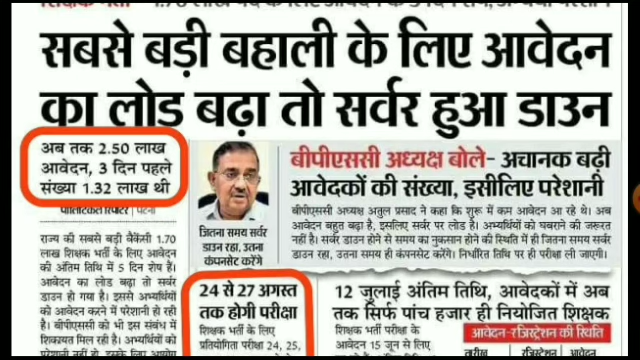 सबसे बड़ी बहाली के लिए आवेदन
का लोड बढ़ा तो सर्वर हुआ डाउन
अब तक 2.50 लाख
आवेदन, 3 दिन पहले
संख्या 1.32 लाख थी
पॉलिटिकल रिपोर्टर | पटना
राज्य की सबसे बड़ी वैकेंसी 1.70
लाख शिक्षक भर्ती के लिए आवेदन
की अंतिम तिथि में 5 दिन शेष हैं।
आवेदन का लोड बढ़ा तो सर्वर
डाउन हो गया है। इससे अभ्यर्थियों
को आवेदन करने में परेशानी हो रही
है। बीपीएससी को भी इस संबंध में
शिकायत मिल रही है। अभ्यर्थियों को
जितना समय सर्वर
डाउन रहा, उतना
कंपनसेट करेंगे
बीपीएससी अध्यक्ष बोले- अचानक बढ़ी
आवेदकों की संख्या, इसीलिए परेशानी
बीपीएससी अध्यक्ष अतुल प्रसाद ने कहा कि शुरू में कम आवेदन आ रहे थे। अब
आवेदन बहुत बढ़ा है, इसलिए सर्वर पर लोड है। अभ्यर्थियों को घबराने की जरूरत
नहीं है। सर्वर डाउन होने से समय का नुकसान होने की स्थिति में ही जितना समय सर्वर
डाउन रहा, उतना समय ही कंपनसेट करेंगे। निर्धारित तिथि पर ही परीक्षा ली जाएगी।
24 से 27 अगस्त
तक होगी परीक्षा
शिक्षक भर्ती के लिए
प्रतियोगिता परीक्षा 24, 25,
12 जुलाई अंतिम तिथि, आवेदकों में अब
तक सिर्फ पांच हजार ही नियोजित शिक्षक
शिक्षक भर्ती परीक्षा के
आवेदन 15 जून से लिए
आवेदन-रजिस्ट्रेशन की स्थिति
तारीख रजिस्ट्रेशन आवेदन